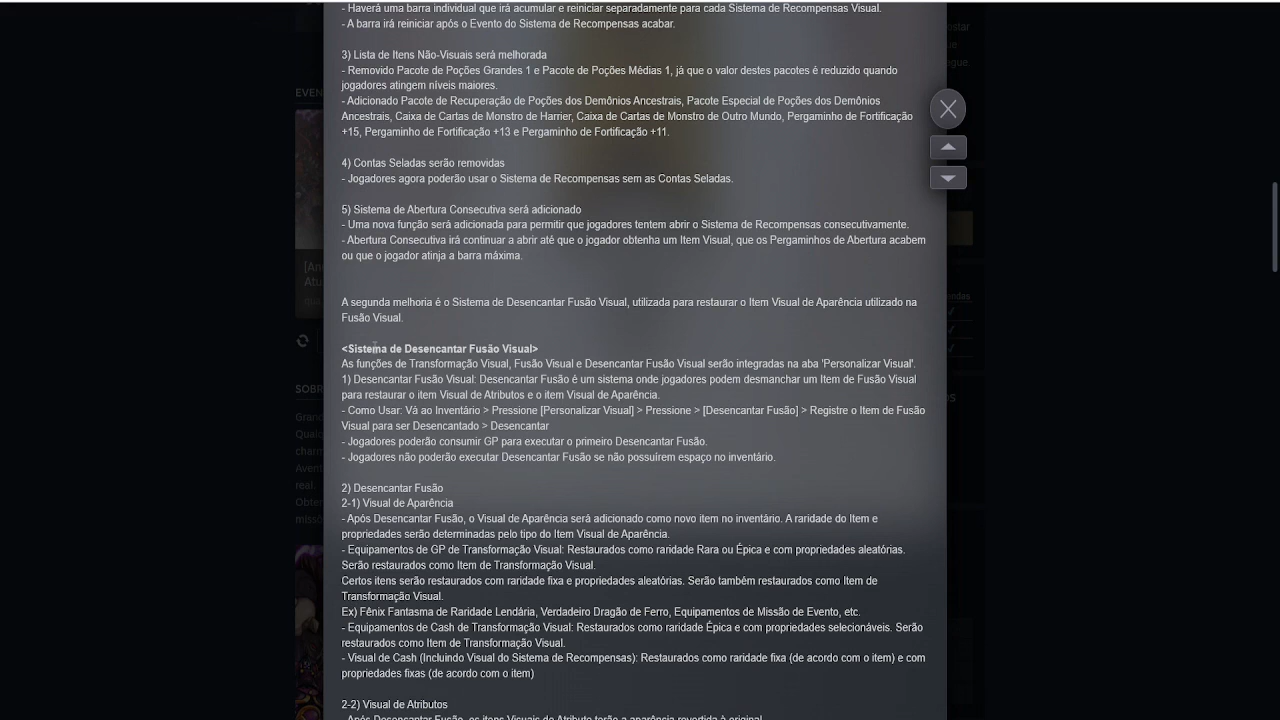 - Haverá uma barra individual que irá acumular e reiniciar separadamente para cada Sistema de Recompensas Visual.
- A barra irá reiniciar após o Evento do Sistema de Recompensas acabar.
3) Lista de Itens Não-Visuais será melhorada
- Removido Pacote de Poções Grandes 1 e Pacote de Poções Médias 1, já que o valor destes pacotes é reduzido quando
jogadores atingem níveis maiores.
- Adicionado Pacote de Recuperação de Poções dos Demônios Ancestrais, Pacote Especial de Poções dos Demônios
Ancestrais, Caixa de Cartas de Monstro de Harrier, Caixa de Cartas de Monstro de Outro Mundo, Pergaminho de Fortificação
+15, Pergaminho de Fortificação +13 e Pergaminho de Fortificação +11.
4) Contas Seladas serão removidas
- Jogadores agora poderão usar o Sistema de Recompensas sem as Contas Seladas.
5) Sistema de Abertura Consecutiva será adicionado
- Uma nova função será adicionada para permitir que jogadores tentem abrir o Sistema de Recompensas consecutivamente.
- Abertura Consecutiva irá continuar a abrir até que o jogador obtenha um Item Visual, que os Pergaminhos de Abertura acabem
ou que o jogador atinja a barra máxima.
A segunda melhoria é o Sistema de Desencantar Fusão Visual, utilizada para restaurar o Item Visual de Aparência utilizado na
Fusão Visual.
<Sistema de Desencantar Fusão Visual>
As funções de Transformação Visual, Fusão Visual e Desencantar Fusão Visual serão integradas na aba 'Personalizar Visual'.
1) Desencantar Fusão Visual: Desencantar Fusão é um sistema onde jogadores podem desmanchar um Item de Fusão Visual
para restaurar o item Visual de Atributos e o item Visual de Aparência.
- Como Usar: Vá ao Inventário > Pressione [Personalizar Visual] > Pressione > [Desencantar Fusão] > Registre o Item de Fusão
Visual para ser Desencantado > Desencantar
- Jogadores poderão consumir GP para executar o primeiro Desencantar Fusão.
- Jogadores não poderão executar Desencantar Fusão se não possuírem espaço no inventário.
2) Desencantar Fusão
2-1) Visual de Aparência
- Após Desencantar Fusão, o Visual de Aparência será adicionado como novo item no inventário. A raridade do Item e
propriedades serão determinadas pelo tipo do Item Visual de Aparência.
- Equipamentos de GP de Transformação Visual: Restaurados como raridade Rara ou Épica e com propriedades aleatórias.
Serão restaurados como Item de Transformação Visual.
Certos itens serão restaurados com raridade fixa e propriedades aleatórias. Serão também restaurados como Item de
Transformação Visual.
Ex) Fênix Fantasma de Raridade Lendária, Verdadeiro Dragão de Ferro, Equipamentos de Missão de Evento, etc.
- Equipamentos de Cash de Transformação Visual: Restaurados como raridade Épica e com propriedades selecionáveis. Serão
restaurados como Item de Transformação Visual.
- Visual de Cash (Incluindo Visual do Sistema de Recompensas): Restaurados como raridade fixa (de acordo com o item) e com
propriedades fixas (de acordo com o item)
2-2) Visual de Atributos
- Após Desencantar Fusão, os itens Visuais de Atributo terão a aparência revertida à original.